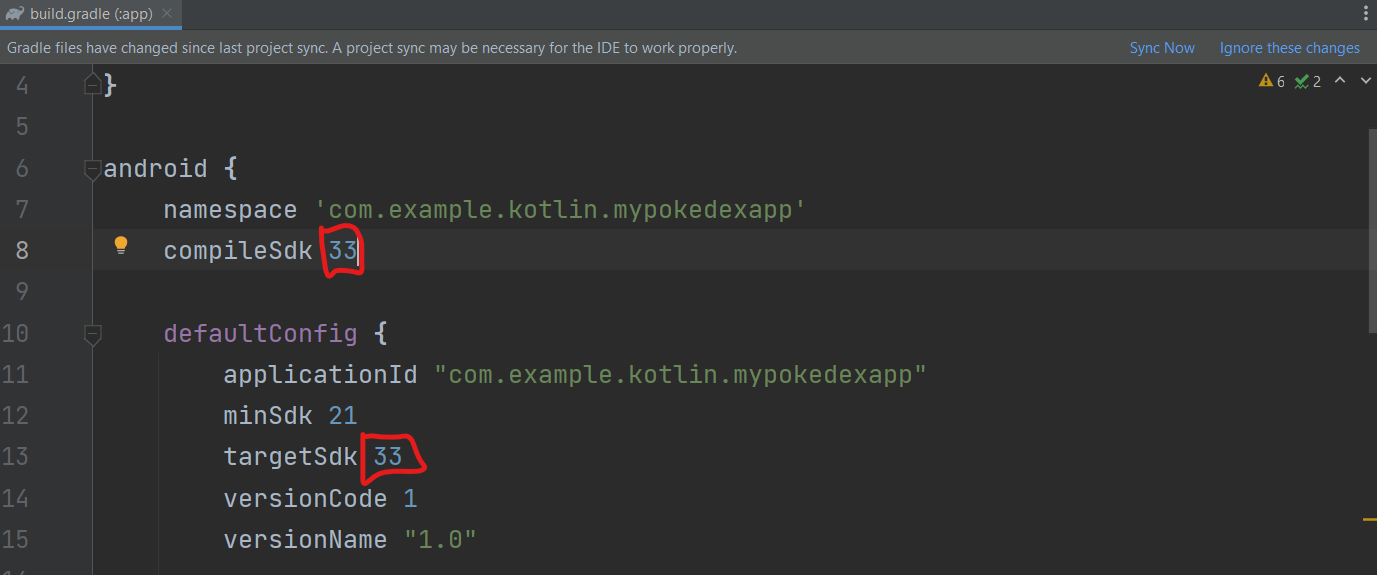 build.gradle (:app)
Gradle files have changed since last project sync. A project sync may be necessary for the IDE to work properly. Sync Now Ignore these changes
4 } 6 2
5
6 android {
7 namespace 'com.example.kotlin.mypokedexapp'
8 compileSdk 33
9
10 defaultConfig {
11 applicationId "com.example.kotlin.mypokedexapp"
12 minSdk 21
13 targetSdk 33
14 versionCode 1
15 versionName "1.0"